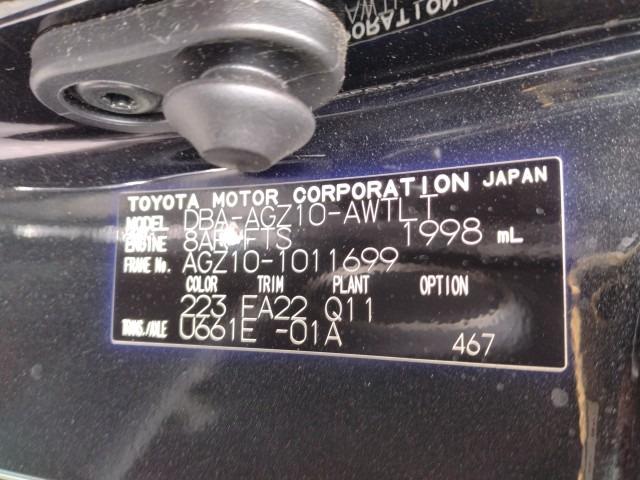 TOYOTA MOTOR CORPORATION JAPAN
MODEL DBA-AGZ10-AWTLT
ENGINE 8AR-FTS 1998 mL
FRAME No. AGZ10-1011699
COLOR TRIM PLANT OPTION
223 FA22 Q11
TRANS./AXLE U661E -01A
467